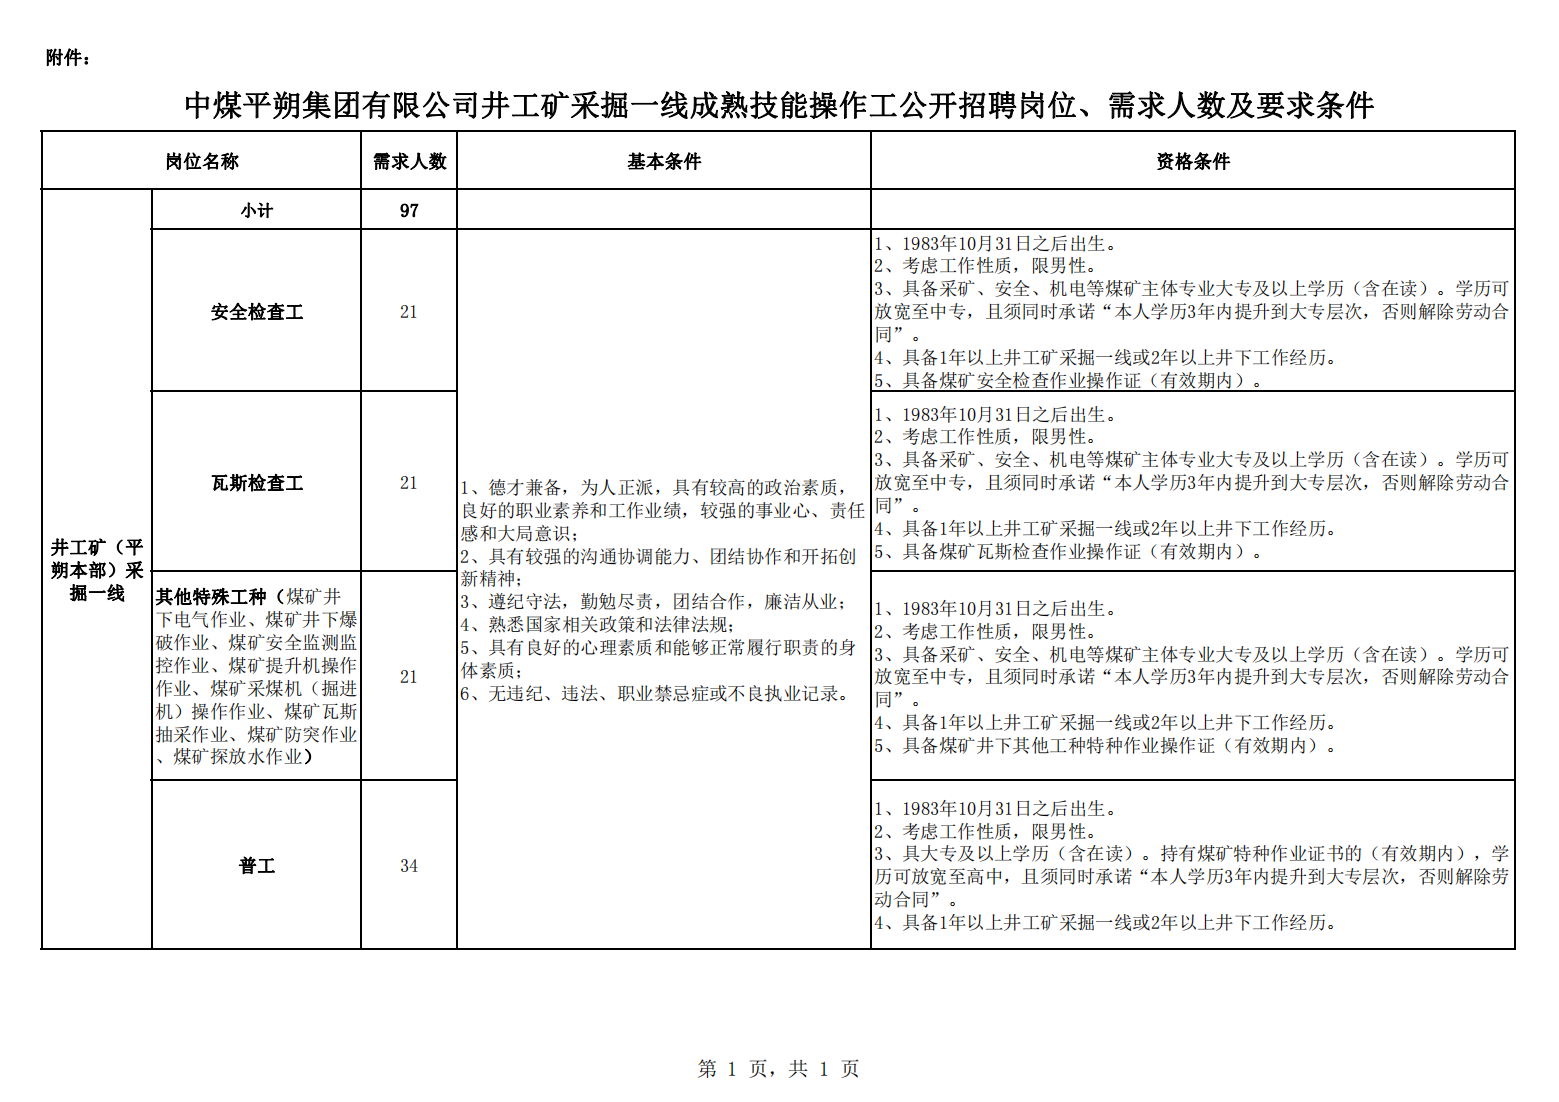 附件：
中煤平朔集团有限公司井工矿采掘一线成熟技能操作工公开招聘岗位、需求人数及要求条件
岗位名称
需求人数
基本条件
资格条件
井工矿（平
朔本部）采
掘一线
小计
97
安全检查工
21
1、1983年10月31日之后出生。
2、考虑工作性质，限男性。
3、具备采矿、安全、机电等煤矿主体专业大专及以上学历（含在读）。学历可
放宽至中专，且须同时承诺“本人学历3年内提升到大专层次，否则解除劳动合
同”。
4、具备1年以上井工矿采掘一线或2年以上井下工作经历。
5、具备煤矿安全检查作业操作证（有效期内）。
瓦斯检查工
21
1、1983年10月31日之后出生。
2、考虑工作性质，限男性。
3、具备采矿、安全、机电等煤矿主体专业大专及以上学历（含在读）。学历可
放宽至中专，且须同时承诺“本人学历3年内提升到大专层次，否则解除劳动合
同”。
4、具备1年以上井工矿采掘一线或2年以上井下工作经历。
5、具备煤矿瓦斯检查作业操作证（有效期内）。
1、德才兼备，为人正派，具有较高的政治素质，
良好的职业素养和工作业绩，较强的事业心、责任
感和大局意识；
2、具有较强的沟通协调能力、团结协作和开拓创
新精神；
3、遵纪守法，勤勉尽责，团结合作，廉洁从业；
4、熟悉国家相关政策和法律法规；
5、具有良好的心理素质和能够正常履行职责的身
体素质；
6、无违纪、违法、职业禁忌症或不良执业记录。
其他特殊工种（煤矿井
下电气作业、煤矿井下爆
破作业、煤矿安全监测监
控作业、煤矿提升机操作
作业、煤矿采煤机（掘进
机）操作作业、煤矿瓦斯
抽采作业、煤矿防突作业
、煤矿探放水作业）
21
1、1983年10月31日之后出生。
2、考虑工作性质，限男性。
3、具备采矿、安全、机电等煤矿主体专业大专及以上学历（含在读）。学历可
放宽至中专，且须同时承诺“本人学历3年内提升到大专层次，否则解除劳动合
同”。
4、具备1年以上井工矿采掘一线或2年以上井下工作经历。
5、具备煤矿井下其他工种特种作业操作证（有效期内）。
普工
34
1、1983年10月31日之后出生。
2、考虑工作性质，限男性。
3、具大专及以上学历（含在读）。持有煤矿特种作业证书的（有效期内），学
历可放宽至高中，且须同时承诺“本人学历3年内提升到大专层次，否则解除劳
动合同”。
4、具备1年以上井工矿采掘一线或2年以上井下工作经历。
第 1 页，共 1 页